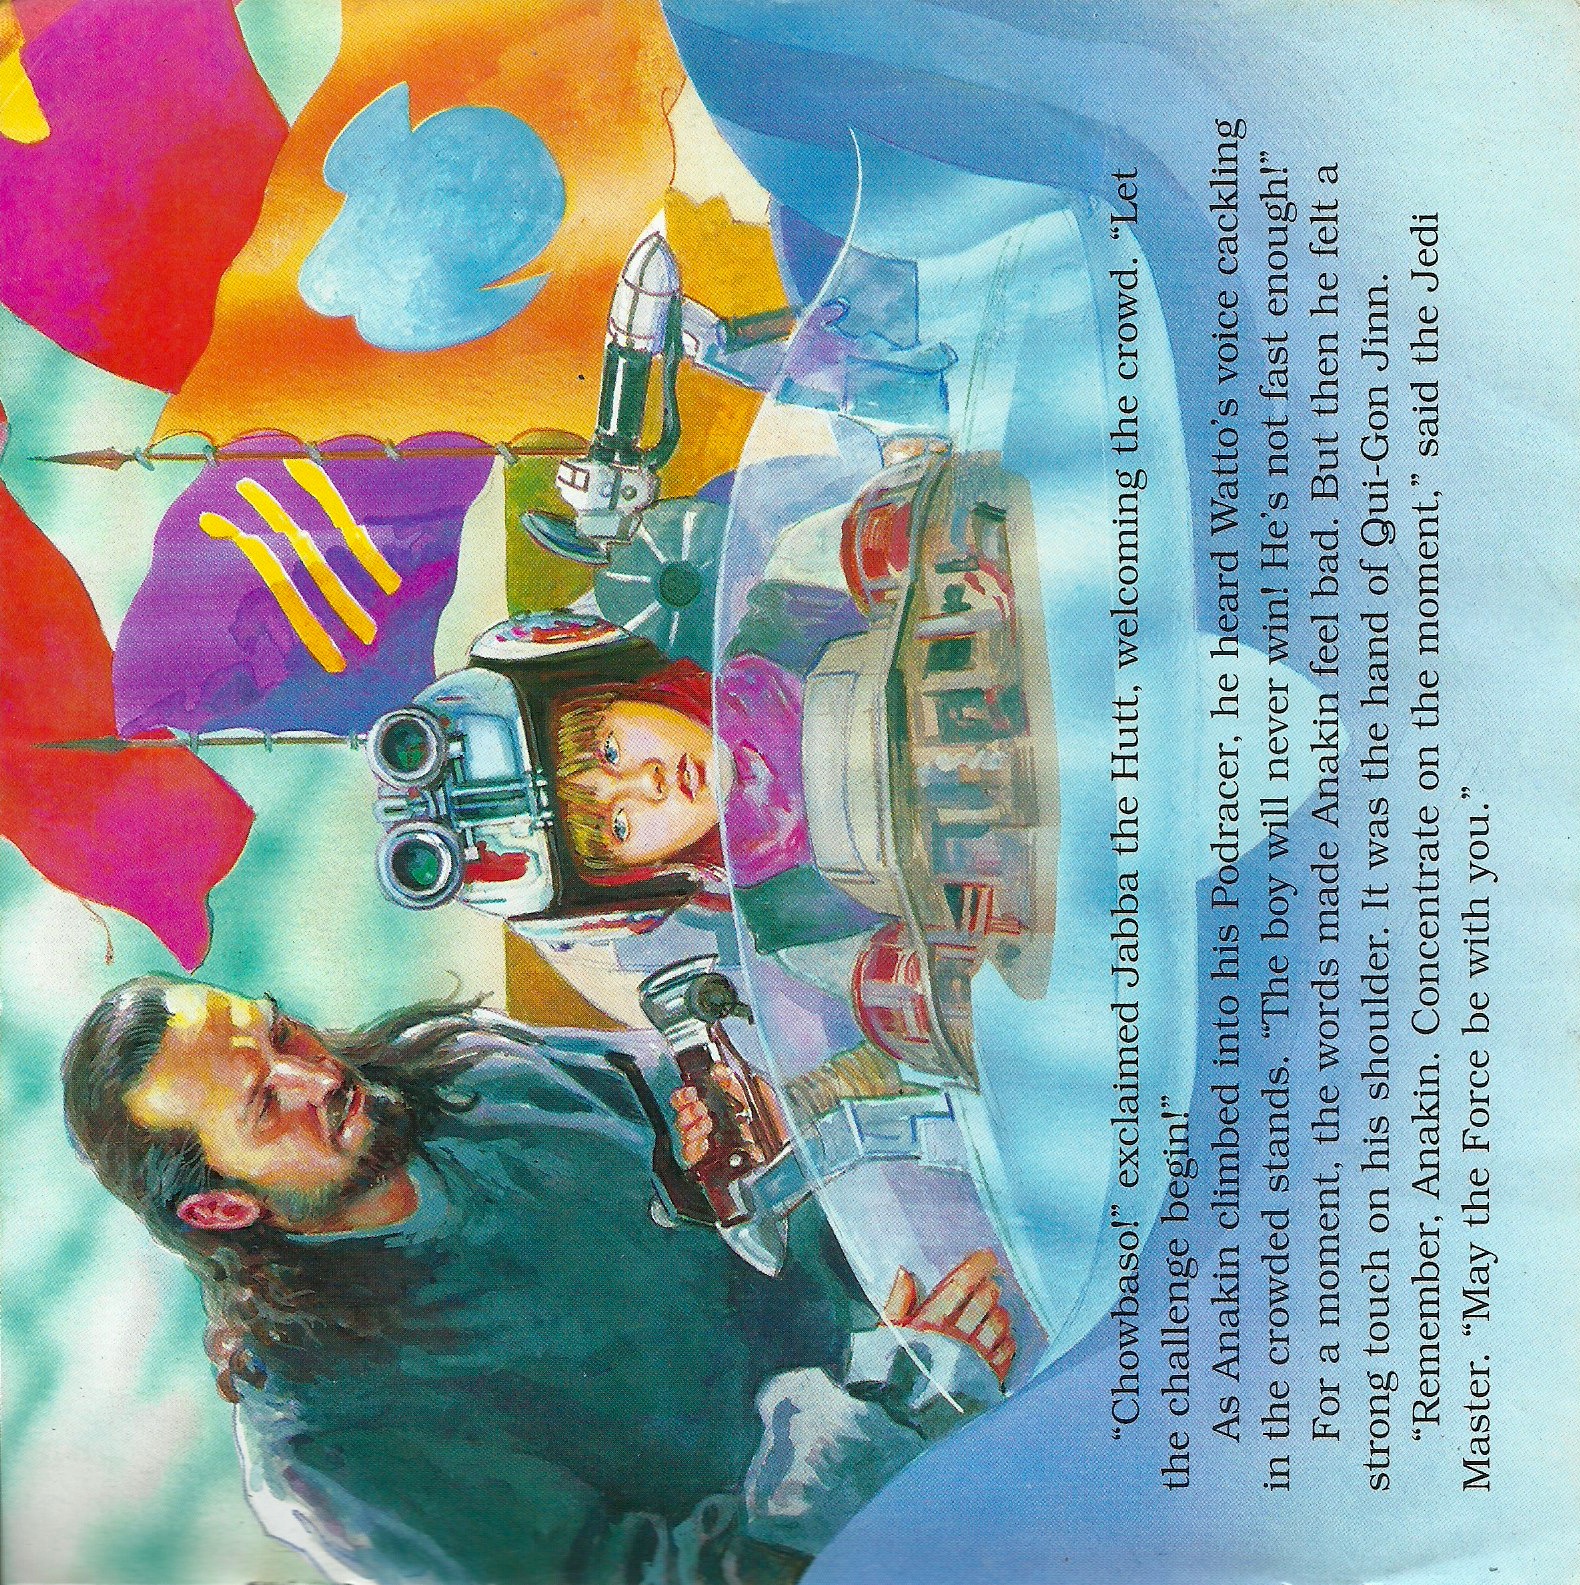 “Chowbaso!” exclaimed Jabba the Hutt, welcoming the crowd. “Let
the challenge begin!”
As Anakin climbed into his Podracer, he heard Watto’s voice cackling
in the crowded stands. “The boy will never win! He’s not fast enough!”
For a moment, the words made Anakin feel bad. But then he felt a
strong touch on his shoulder. It was the hand of Qui-Gon Jinn.
“Remember, Anakin. Concentrate on the moment,” said the Jedi
Master. “May the Force be with you.”